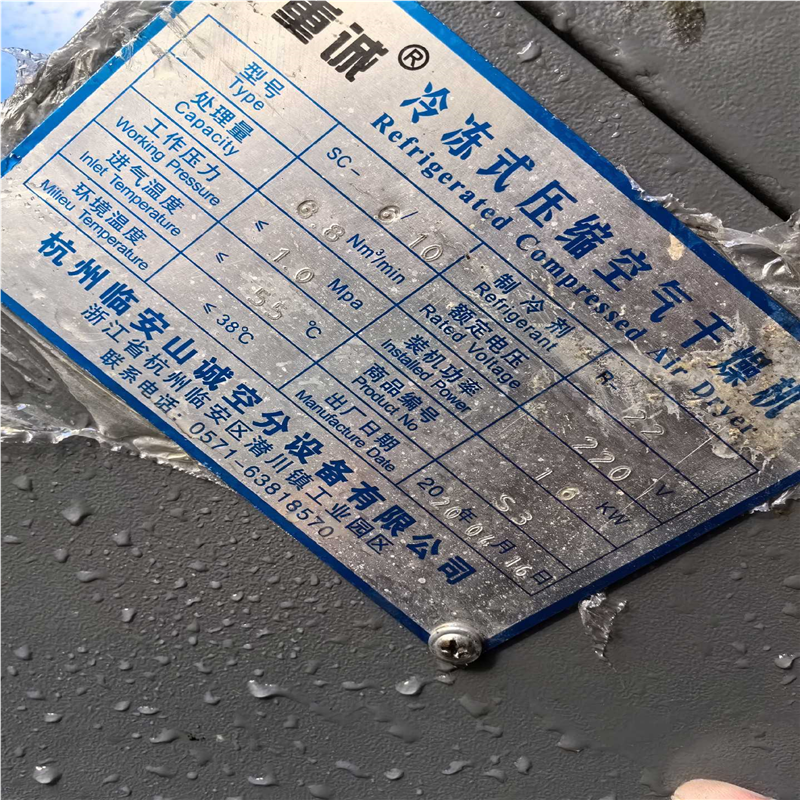 重诚®
冷冻式压缩空气干燥机
Refrigerated Compressed Air Dryer
型号 SC- 6/10 制冷剂 R- 22
Type Refrigerant
处理量 6.8 Nm³/min 额定电压 220 V
Capacity Rated Voltage
工作压力 ≤ 1.0 Mpa 装机功率 1.6 KW
Working Pressure Installed Power
进气温度 ≤ 55 ℃ 商品编号 S3
Inlet Temperature Product No
环境温度 ≤38℃ 出厂日期 2020年04月16日
Milieu Temperature Manufacture Date
杭州临安山诚空分设备有限公司
浙江省杭州临安区潜川镇工业园区
联系电话：0571-63818570